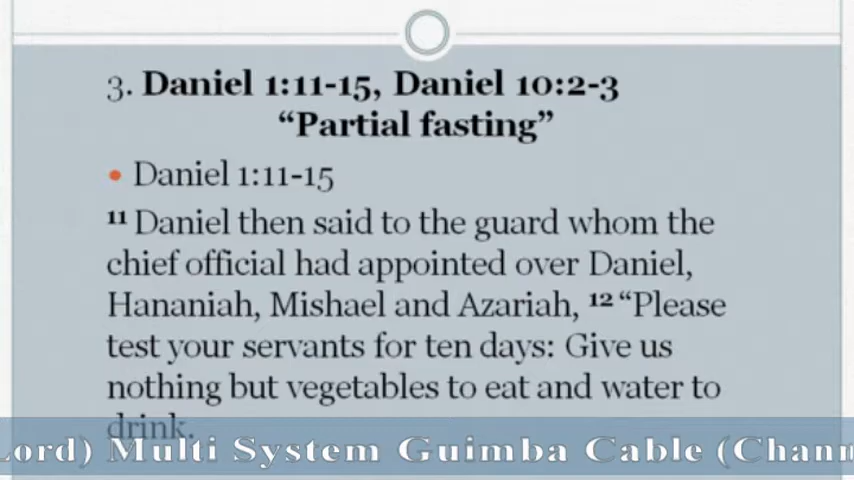 3. Daniel 1:11-15, Daniel 10:2-3
“Partial fasting”
• Daniel 1:11-15
11 Daniel then said to the guard whom the
chief official had appointed over Daniel,
Hananiah, Mishael and Azariah, 12 “Please
test your servants for ten days: Give us
nothing but vegetables to eat and water to
drink.
Lord) Multi System Guimba Cable (Chann